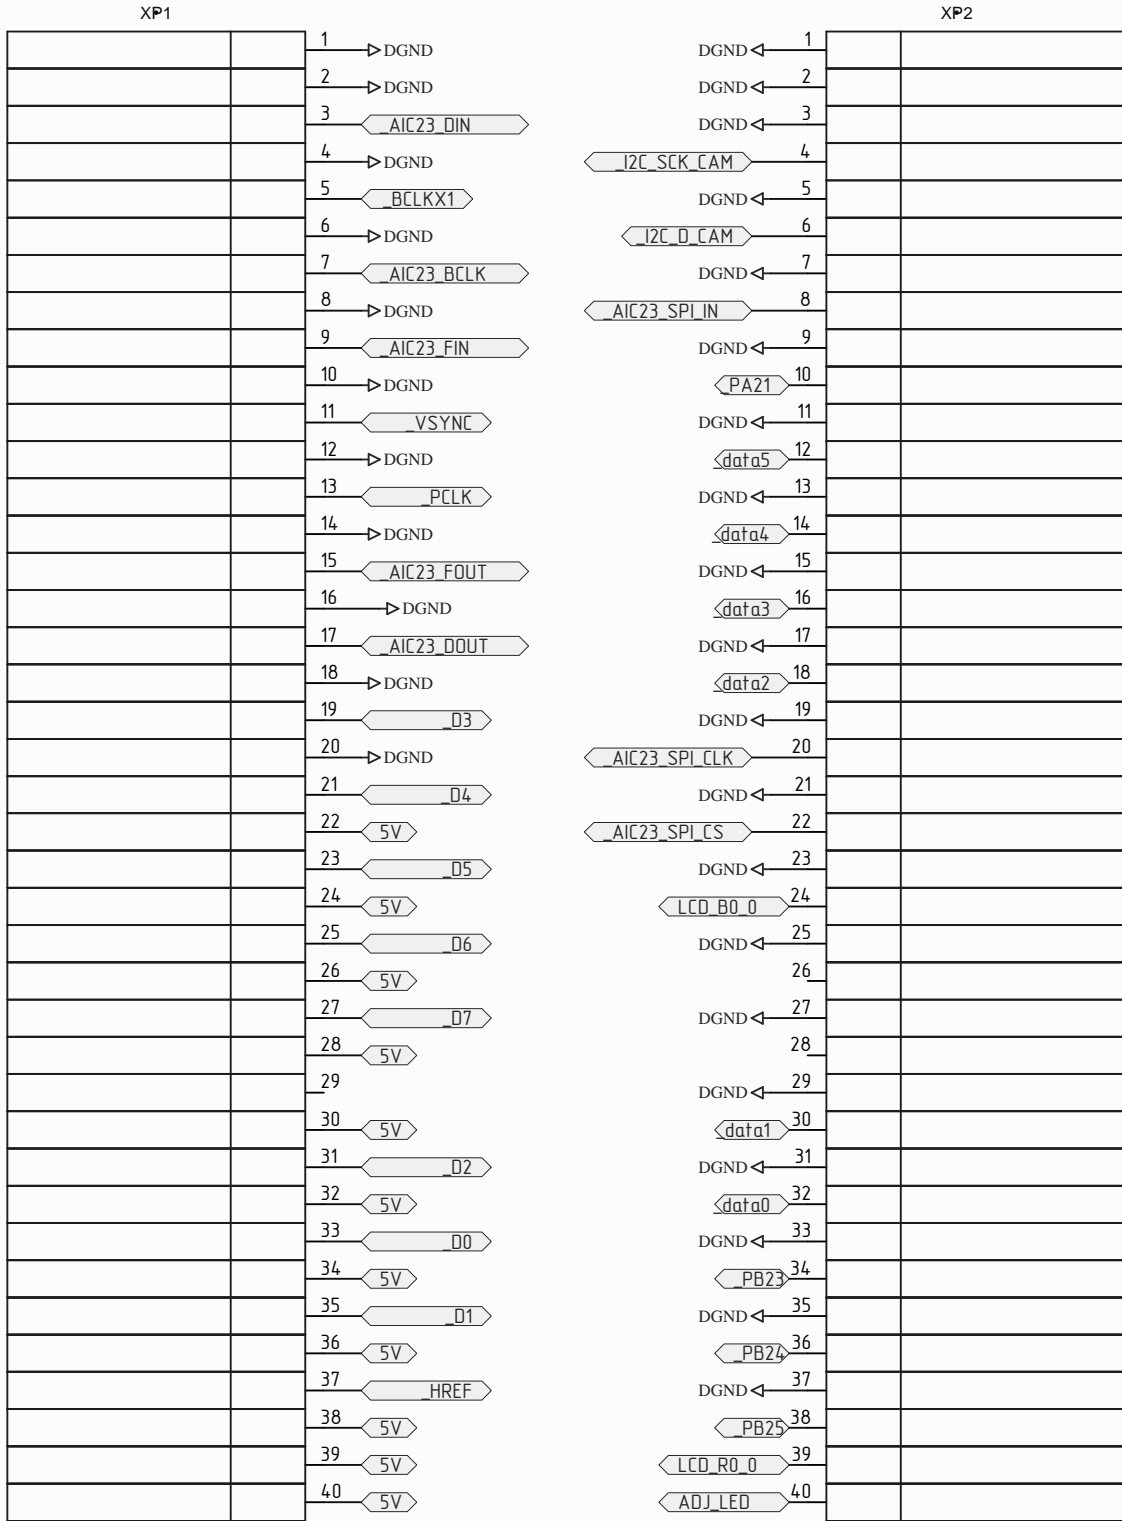 XP1 XP2
1 DGND DGND 1
2 DGND DGND 2
3 _AIC23_DIN DGND 3
4 DGND _I2C_SCK_CAM 4
5 _BCLKX1 DGND 5
6 DGND _I2C_D_CAM 6
7 _AIC23_BCLK DGND 7
8 DGND _AIC23_SPI_IN 8
9 _AIC23_FIN DGND 9
10 DGND _PA21 10
11 _VSYNC DGND 11
12 DGND _data5 12
13 _PCLK DGND 13
14 DGND _data4 14
15 _AIC23_FOUT DGND 15
16 DGND _data3 16
17 _AIC23_DOUT DGND 17
18 DGND _data2 18
19 _D3 DGND 19
20 DGND _AIC23_SPI_CLK 20
21 _D4 DGND 21
22 5V _AIC23_SPI_CS 22
23 _D5 DGND 23
24 5V LCD_B0_0 24
25 _D6 DGND 25
26 5V 26
27 _D7 DGND 27
28 5V 28
29 DGND 29
30 5V _data1 30
31 _D2 DGND 31
32 5V _data0 32
33 _D0 DGND 33
34 5V _PB23 34
35 _D1 DGND 35
36 5V _PB24 36
37 _HREF DGND 37
38 5V _PB25 38
39 5V LCD_R0_0 39
40 5V ADJ_LED 40